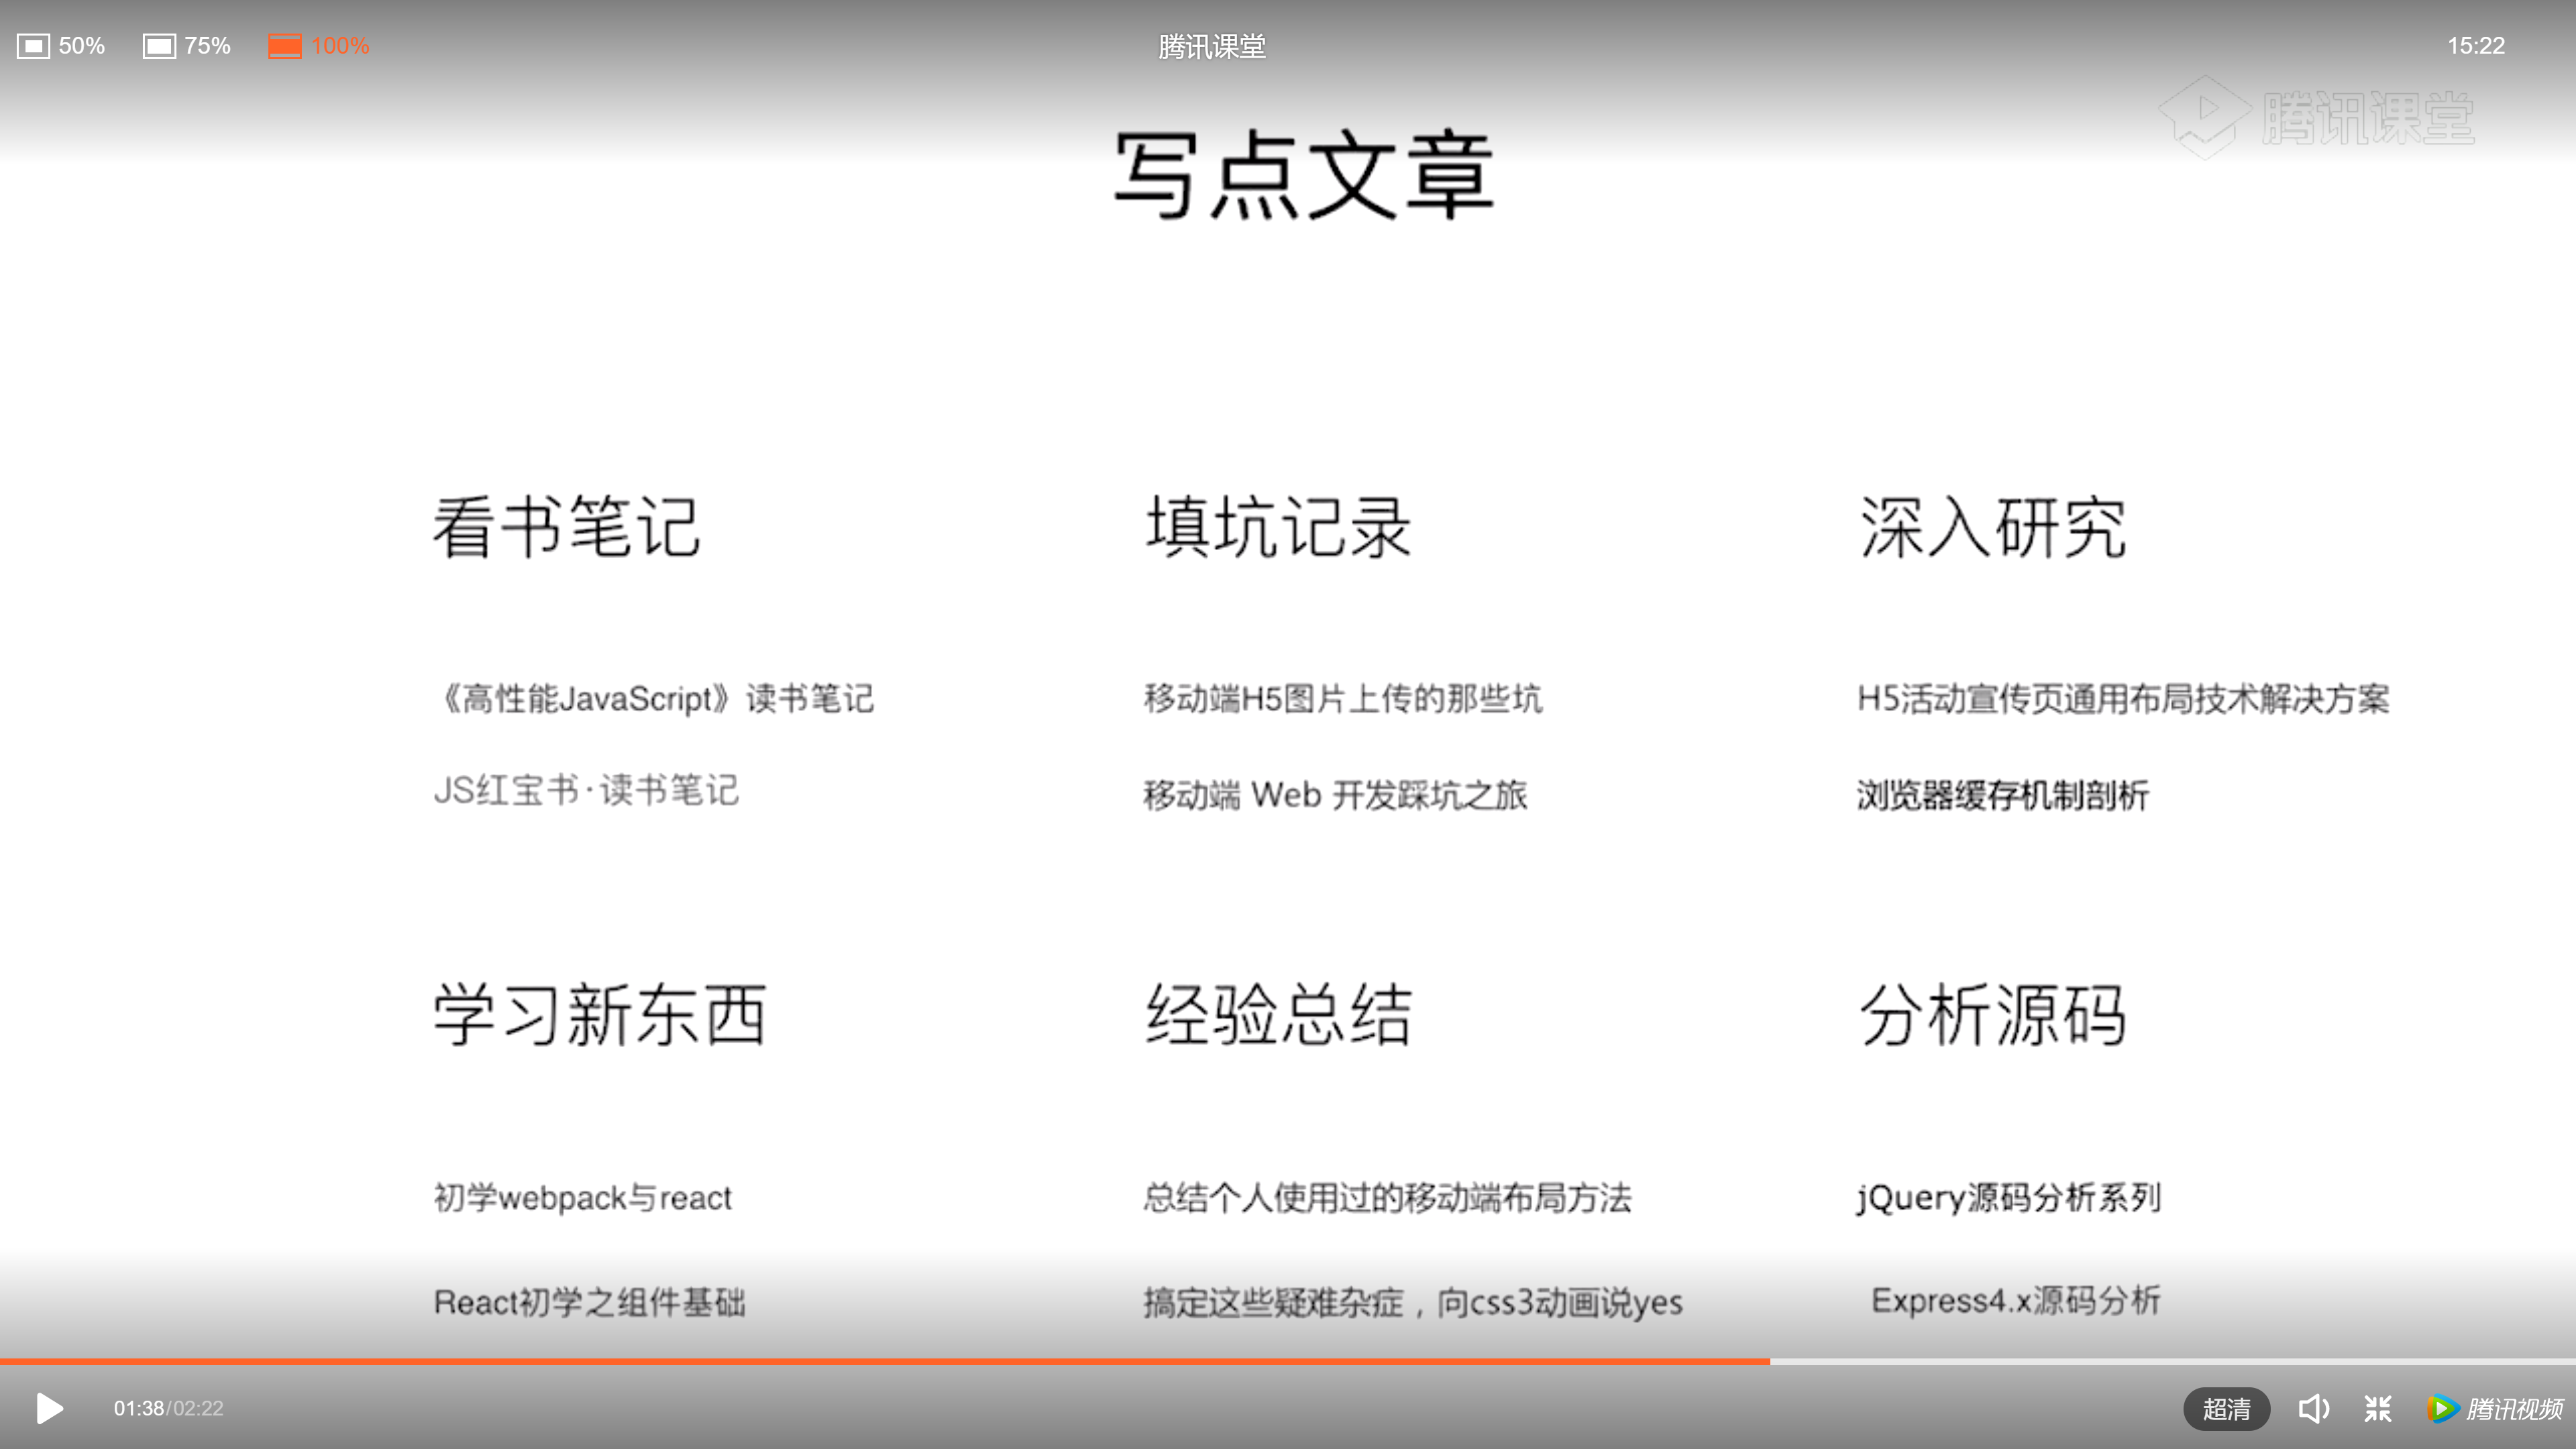 50% 75% 100% 腾讯课堂 15:22
腾讯课堂
写点文章
看书笔记
《高性能JavaScript》读书笔记
JS红宝书·读书笔记
填坑记录
移动端H5图片上传的那些坑
移动端 Web 开发踩坑之旅
深入研究
H5活动宣传页通用布局技术解决方案
浏览器缓存机制剖析
学习新东西
初学webpack与react
React初学之组件基础
经验总结
总结个人使用过的移动端布局方法
搞定这些疑难杂症，向css3动画说yes
分析源码
jQuery源码分析系列
Express4.x源码分析
01:38/02:22 超清 腾讯视频